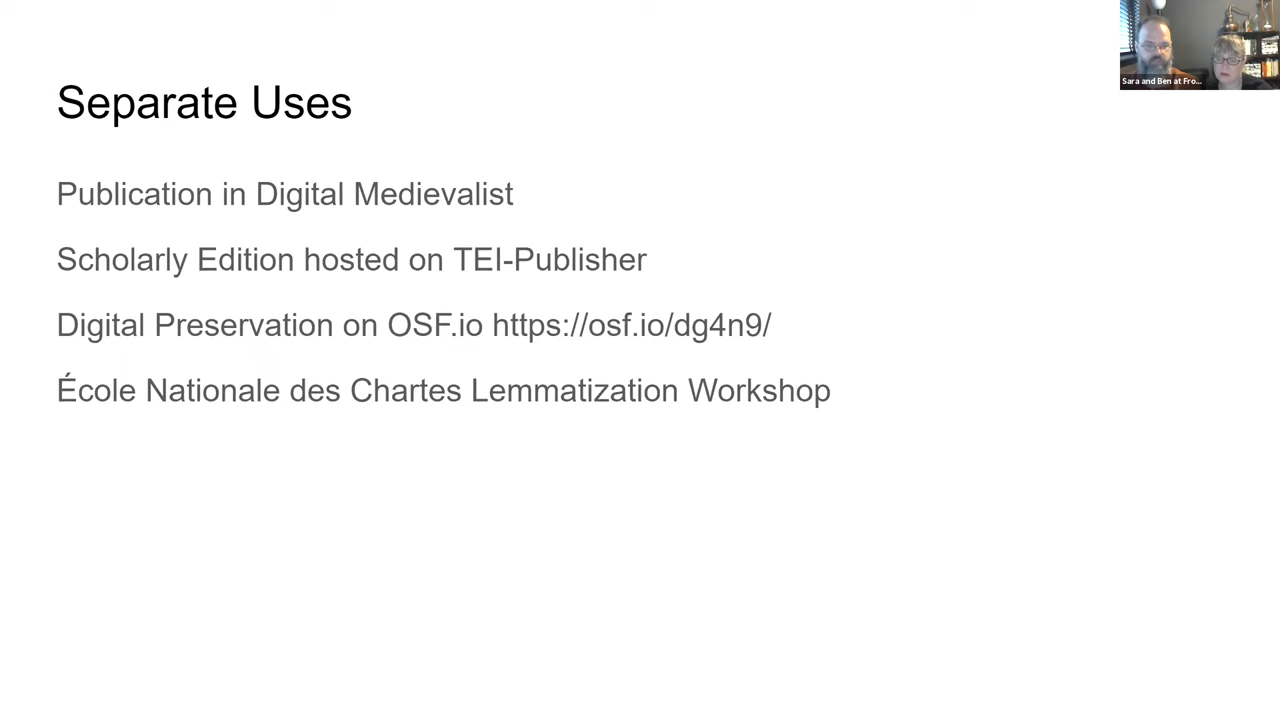 Sara and Ben at Fro...
Separate Uses
Publication in Digital Medievalist
Scholarly Edition hosted on TEI-Publisher
Digital Preservation on OSF.io https://osf.io/dg4n9/
École Nationale des Chartes Lemmatization Workshop